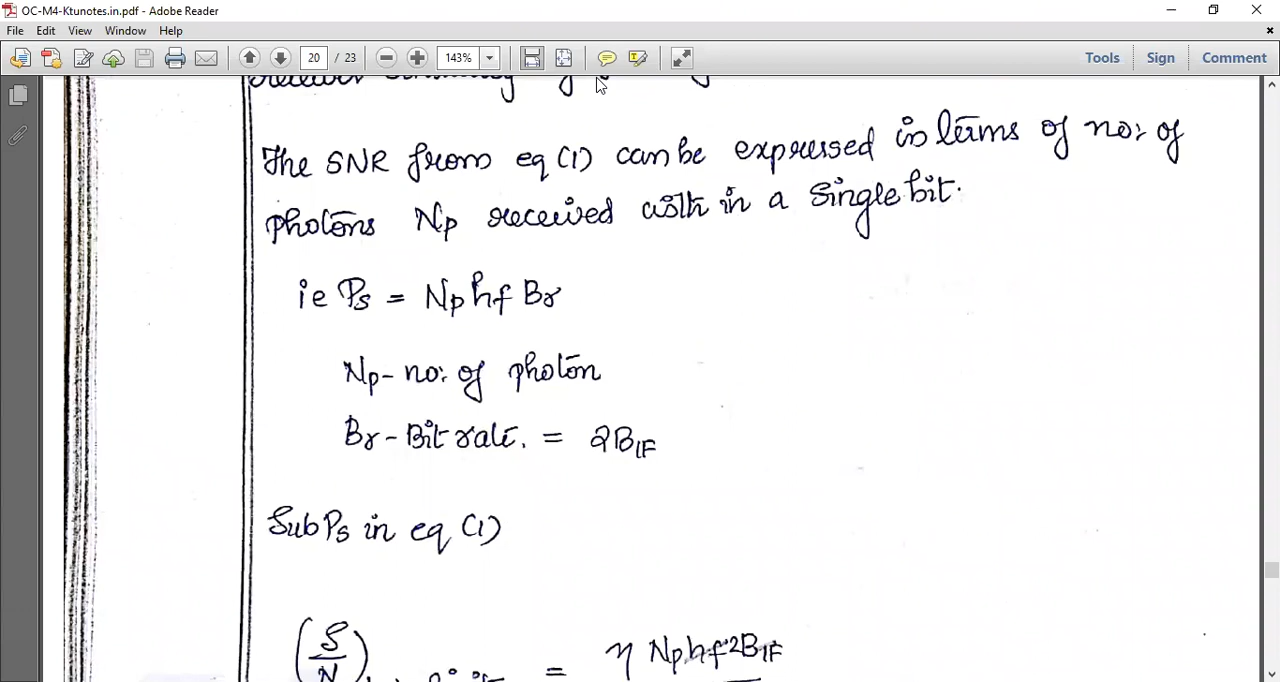 OC-M4-Ktunotes.in.pdf - Adobe Reader
File Edit View Window Help
20 / 23 143% Tools Sign Comment
The SNR from eq (1) can be expressed in terms of no: of
photons Np received with in a single bit.
ie Ps = Np hf Br
Np - no: of photon
Br - Bit rate. = 2B_IF
Sub Ps in eq (1)
(S/N) = η Np hf 2B_IF